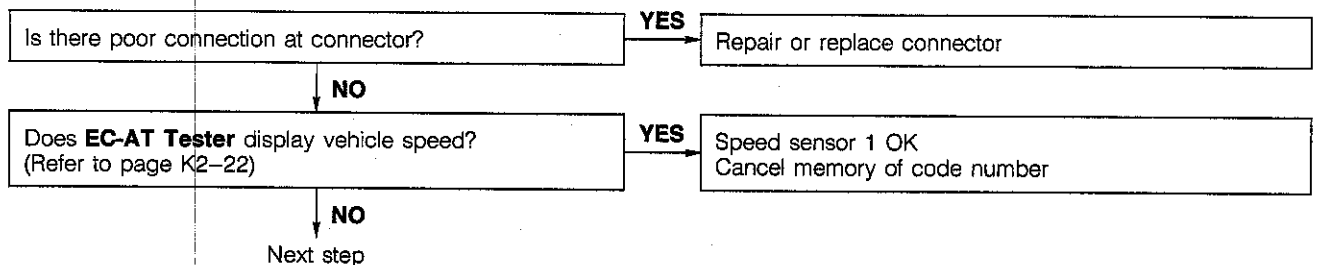 Is there poor connection at connector?
YES
Repair or replace connector
NO
Does EC-AT Tester display vehicle speed?
(Refer to page K2–22)
YES
Speed sensor 1 OK
Cancel memory of code number
NO
Next step